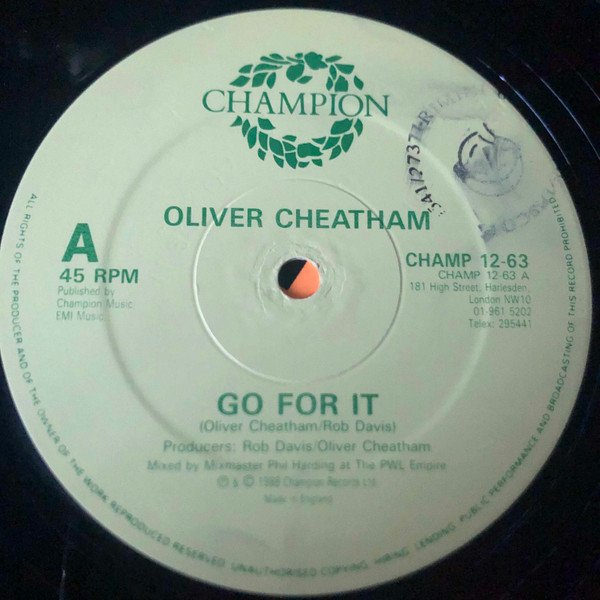 CHAMPION
OLIVER CHEATHAM
A
45 RPM
Published by
Champion Music
EMI Music
CHAMP 12-63
CHAMP 12-63 A
181 High Street, Harlesden,
London NW10
01-961 5202
Telex: 295441
GO FOR IT
(Oliver Cheatham/Rob Davis)
Producers: Rob Davis/Oliver Cheatham
Mixed by Mixmaster Phil Harding at The PWL Empire
℗ & © 1986 Champion Records Ltd.
Made in England
ALL RIGHTS OF THE PRODUCER AND OF THE OWNER OF THE WORK REPRODUCED RESERVED. UNAUTHORISED COPYING, HIRING, LENDING, PUBLIC PERFORMANCE AND BROADCASTING OF THIS RECORD PROHIBITED